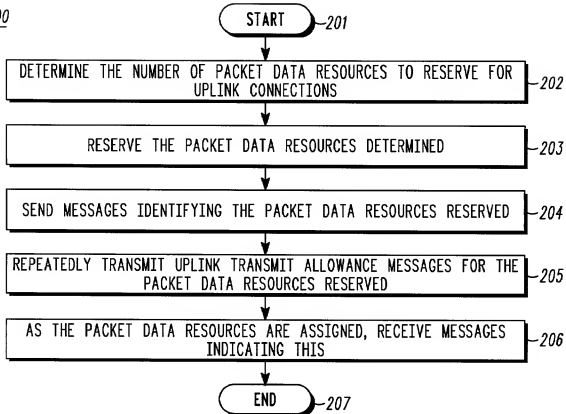 00
START
201
DETERMINE THE NUMBER OF PACKET DATA RESOURCES TO RESERVE FOR
UPLINK CONNECTIONS
202
RESERVE THE PACKET DATA RESOURCES DETERMINED
203
SEND MESSAGES IDENTIFYING THE PACKET DATA RESOURCES RESERVED
204
REPEATEDLY TRANSMIT UPLINK TRANSMIT ALLOWANCE MESSAGES FOR THE
PACKET DATA RESOURCES RESERVED
205
AS THE PACKET DATA RESOURCES ARE ASSIGNED, RECEIVE MESSAGES
INDICATING THIS
206
END
207